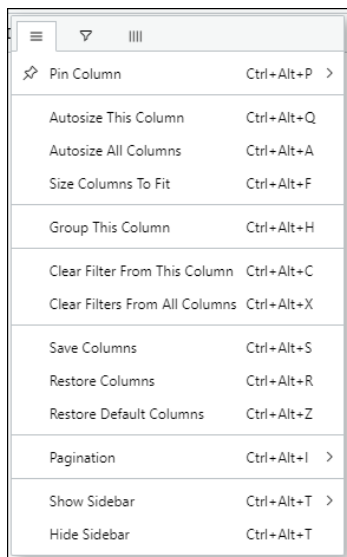 Pin Column Ctrl+Alt+P
Autosize This Column Ctrl+Alt+Q
Autosize All Columns Ctrl+Alt+A
Size Columns To Fit Ctrl+Alt+F
Group This Column Ctrl+Alt+H
Clear Filter From This Column Ctrl+Alt+C
Clear Filters From All Columns Ctrl+Alt+X
Save Columns Ctrl+Alt+S
Restore Columns Ctrl+Alt+R
Restore Default Columns Ctrl+Alt+Z
Pagination Ctrl+Alt+I
Show Sidebar Ctrl+Alt+T
Hide Sidebar Ctrl+Alt+T